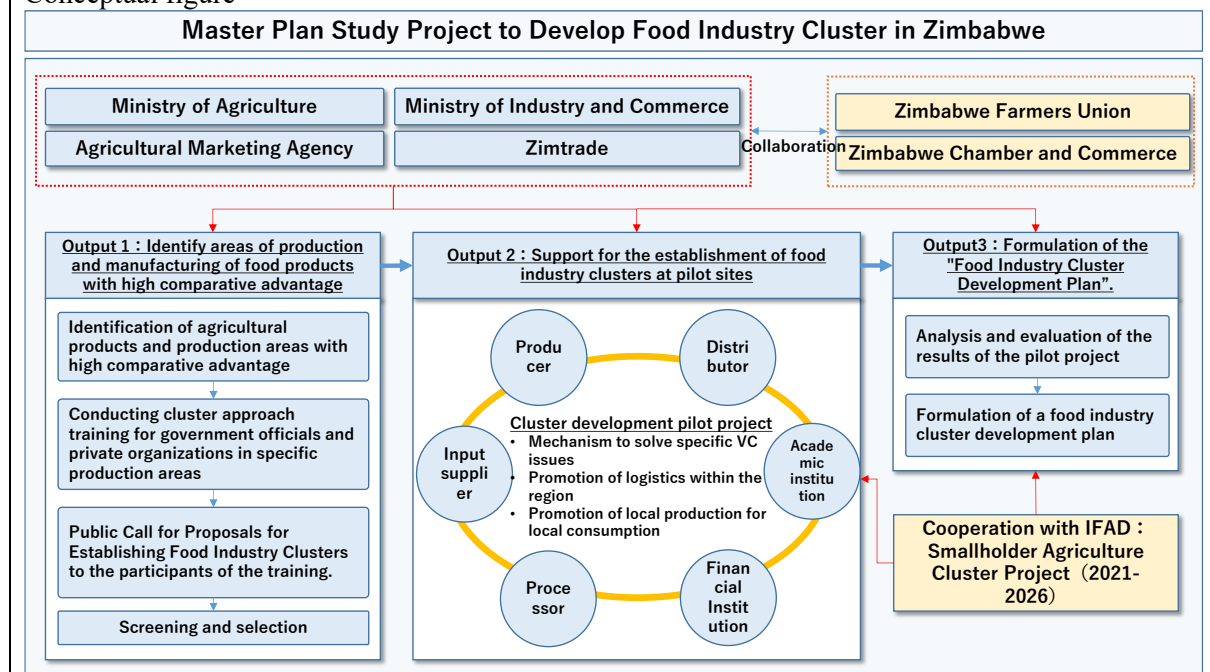 Conceptual figure
Master Plan Study Project to Develop Food Industry Cluster in Zimbabwe
Ministry of Agriculture
Ministry of Industry and Commerce
Agricultural Marketing Agency
Zimtrade
Collaboration
Zimbabwe Farmers Union
Zimbabwe Chamber and Commerce
Output 1：Identify areas of production
and manufacturing of food products
with high comparative advantage
Identification of agricultural
products and production areas with
high comparative advantage
Conducting cluster approach
training for government officials and
private organizations in specific
production areas
Public Call for Proposals for
Establishing Food Industry Clusters
to the participants of the training.
Screening and selection
Output 2：Support for the establishment of food
industry clusters at pilot sites
Produ
cer
Distri
butor
Input
suppli
er
Cluster development pilot project
• Mechanism to solve specific VC
issues
• Promotion of logistics within the
region
• Promotion of local production for
local consumption
Acade
mic
institu
tion
Proce
ssor
Finan
cial
Instit
ution
Output3：Formulation of the
"Food Industry Cluster
Development Plan”.
Analysis and evaluation of the
results of the pilot project
Formulation of a food industry
cluster development plan
Cooperation with IFAD：
Smallholder Agriculture
Cluster Project（2021-
2026）